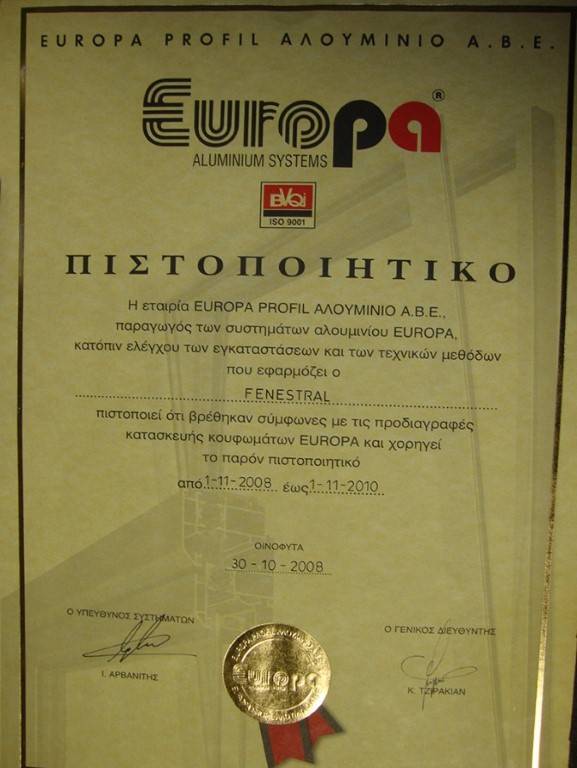 EUROPA PROFIL ΑΛΟΥΜΙΝΙΟ Α.Β.Ε.
Europa®
ALUMINIUM SYSTEMS
BVQi
ISO 9001
ΠΙΣΤΟΠΟΙΗΤΙΚΟ
Η εταιρία EUROPA PROFIL ΑΛΟΥΜΙΝΙΟ Α.Β.Ε.,
παραγωγός των συστημάτων αλουμινίου EUROPA,
κατόπιν ελέγχου των εγκαταστάσεων και των τεχνικών μεθόδων
που εφαρμόζει ο
FENESTRAL
πιστοποιεί ότι βρέθηκαν σύμφωνες με τις προδιαγραφές
κατασκευής κουφωμάτων EUROPA και χορηγεί
το παρόν πιστοποιητικό
από 1-11-2008 έως 1-11-2010
ΟΙΝΟΦΥΤΑ
30-10-2008
Ο ΥΠΕΥΘΥΝΟΣ ΣΥΣΤΗΜΑΤΩΝ
Ι. ΑΡΒΑΝΙΤΗΣ
Ο ΓΕΝΙΚΟΣ ΔΙΕΥΘΥΝΤΗΣ
Κ. ΤΖΙΡΑΚΙΑΝ
Europa